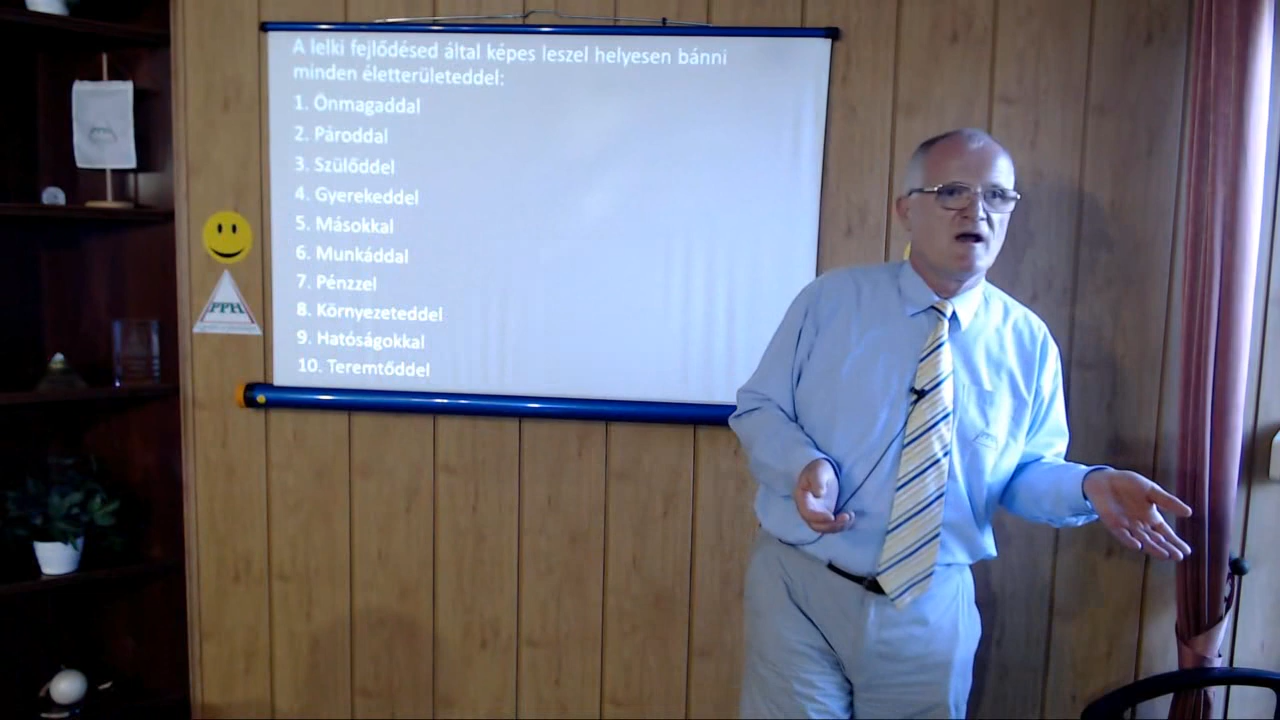 A lelki fejlődésed által képes leszel helyesen bánni
minden életterületeddel:
1. Önmagaddal
2. Pároddal
3. Szülőddel
4. Gyerekeddel
5. Másokkal
6. Munkáddal
7. Pénzzel
8. Környezeteddel
9. Hatóságokkal
10. Teremtőddel
PPH